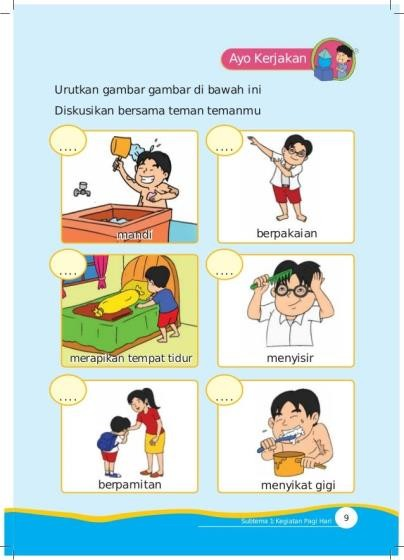 Ayo Kerjakan
Urutkan gambar gambar di bawah ini
Diskusikan bersama teman temanmu
....
....
mandi
berpakaian
....
....
merapikan tempat tidur
menyisir
....
....
berpamitan
menyikat gigi
Subtema 1: Kegiatan Pagi Hari
9